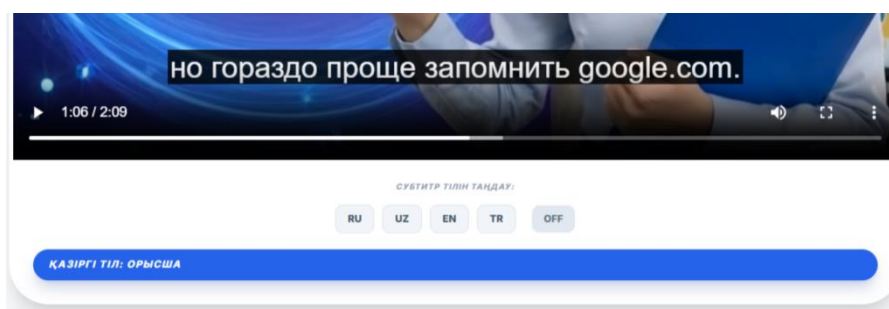 но гораздо проще запомнить google.com.
1:06 / 2:09
СУБТИТР ТІЛІН ТАҢДАУ:
RU UZ EN TR OFF
ҚАЗІРГІ ТІЛ: ОРЫСША